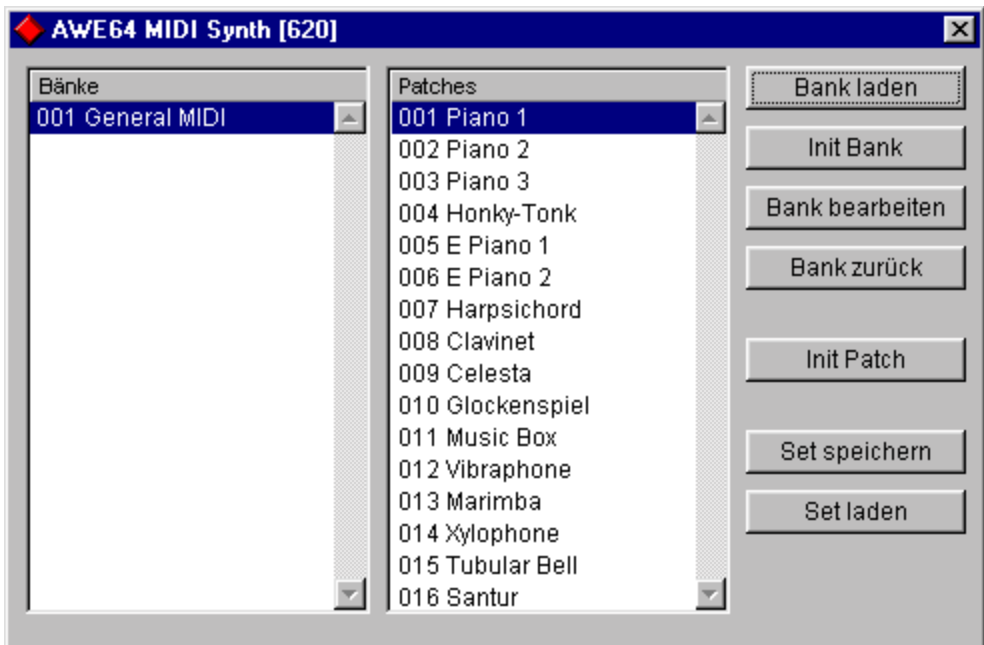 AWE64 MIDI Synth [620]
Bänke
001 General MIDI
Patches
001 Piano 1
002 Piano 2
003 Piano 3
004 Honky-Tonk
005 E Piano 1
006 E Piano 2
007 Harpsichord
008 Clavinet
009 Celesta
010 Glockenspiel
011 Music Box
012 Vibraphone
013 Marimba
014 Xylophone
015 Tubular Bell
016 Santur
Bank laden
Init Bank
Bank bearbeiten
Bank zurück
Init Patch
Set speichern
Set laden